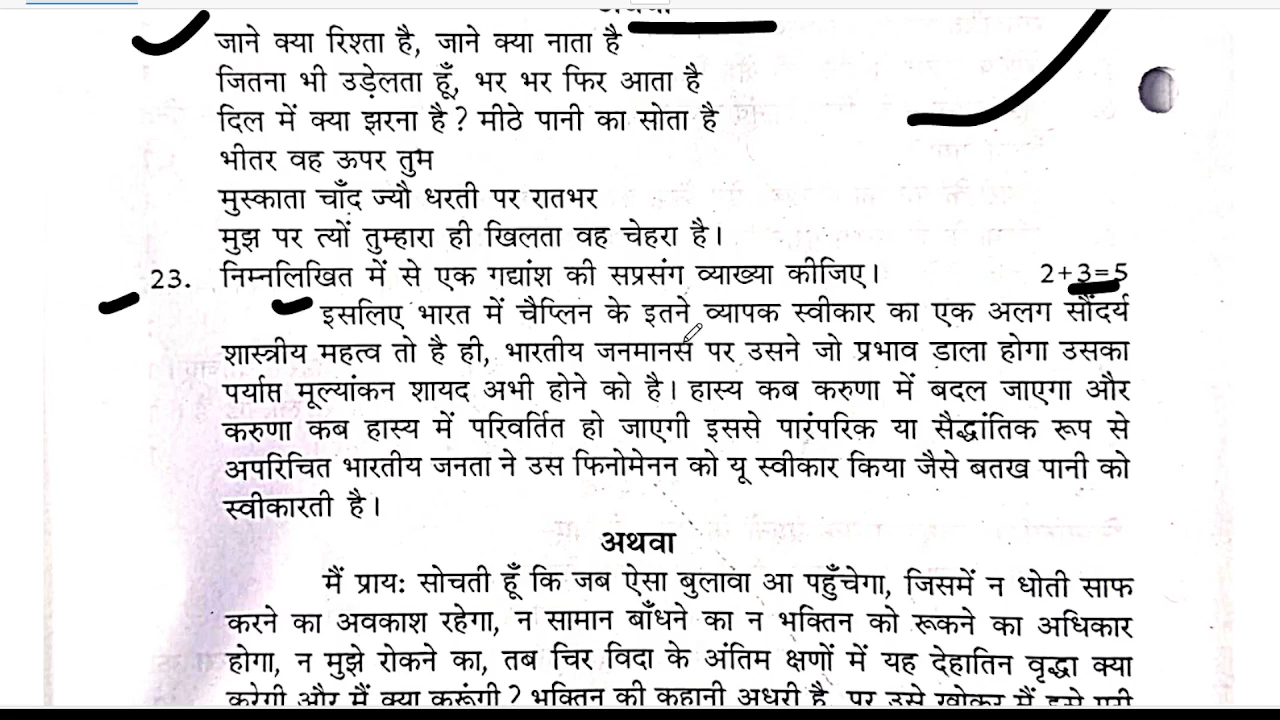 अथवा
जाने क्या रिश्ता है, जाने क्या नाता है
जितना भी उड़ेलता हूँ, भर भर फिर आता है
दिल में क्या झरना है ? मीठे पानी का सोता है
भीतर वह ऊपर तुम
मुस्काता चाँद ज्यौ धरती पर रातभर
मुझ पर त्यों तुम्हारा ही खिलता वह चेहरा है।
23. निम्नलिखित में से एक गद्यांश की सप्रसंग व्याख्या कीजिए। 2+3=5
इसलिए भारत में चैप्लिन के इतने व्यापक स्वीकार का एक अलग सौंदर्य
शास्त्रीय महत्व तो है ही, भारतीय जनमानस पर उसने जो प्रभाव डाला होगा उसका
पर्याप्त मूल्यांकन शायद अभी होने को है। हास्य कब करुणा में बदल जाएगा और
करुणा कब हास्य में परिवर्तित हो जाएगी इससे पारंपरिक या सैद्धांतिक रूप से
अपरिचित भारतीय जनता ने उस फिनोमेनन को यू स्वीकार किया जैसे बतख पानी को
स्वीकारती है।
अथवा
मैं प्राय: सोचती हूँ कि जब ऐसा बुलावा आ पहुँचेगा, जिसमें न धोती साफ
करने का अवकाश रहेगा, न सामान बाँधने का न भक्तिन को रूकने का अधिकार
होगा, न मुझे रोकने का, तब चिर विदा के अंतिम क्षणों में यह देहातिन वृद्धा क्या
करेगी और मैं क्या करूंगी ? भक्तिन की कहानी अधूरी है, पर उसे खोकर मैं इसे पूरी